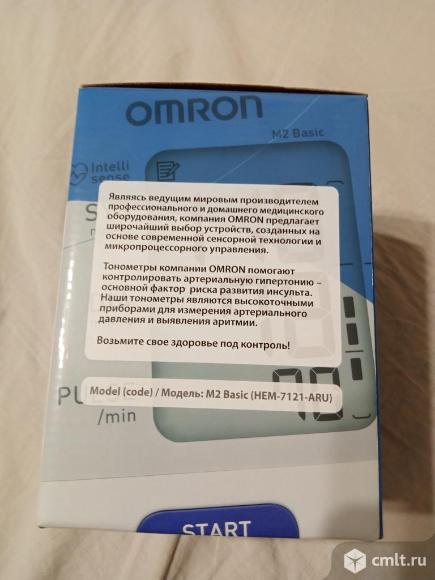 OMRON
M2 Basic
Intelli
sense
Являясь ведущим мировым производителем
профессионального и домашнего медицинского
оборудования, компания OMRON предлагает
широчайший выбор устройств, созданных на
основе современной сенсорной технологии и
микропроцессорного управления.
Тонометры компании OMRON помогают
контролировать артериальную гипертонию –
основной фактор риска развития инсульта.
Наши тонометры являются высокоточными
приборами для измерения артериального
давления и выявления аритмии.
Возьмите свое здоровье под контроль!
Model (code) / Модель: M2 Basic (HEM-7121-ARU)
/min
START
cmlt.ru